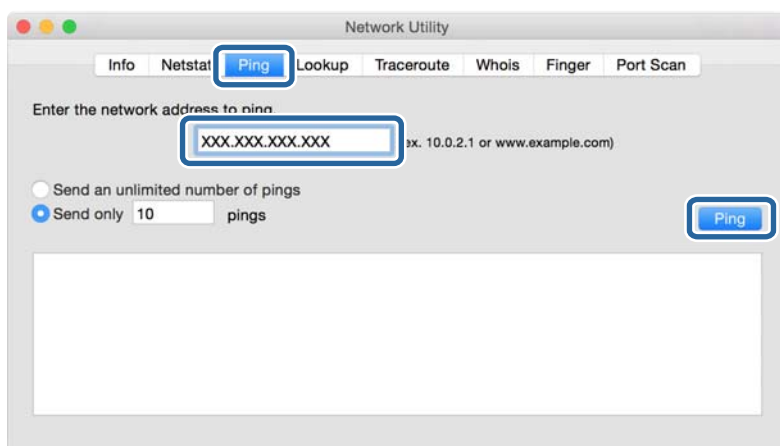 Network Utility
Info Netstat Ping Lookup Traceroute Whois Finger Port Scan
Enter the network address to ping.
XXX.XXX.XXX.XXX ex. 10.0.2.1 or www.example.com)
Send an unlimited number of pings
Send only 10 pings
Ping